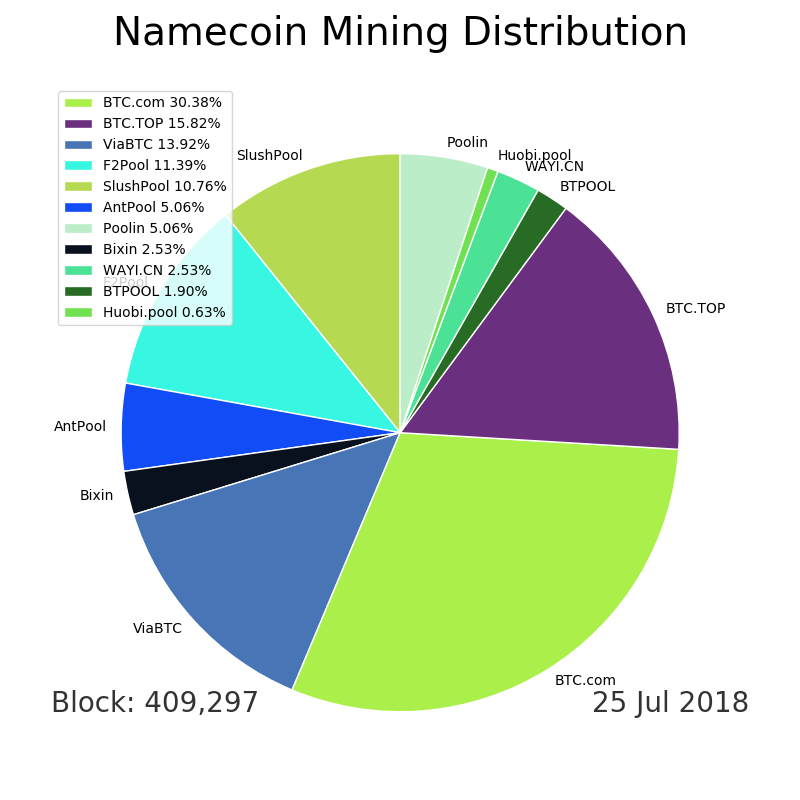 Namecoin Mining Distribution
BTC.com 30.38%
BTC.TOP 15.82%
ViaBTC 13.92%
F2Pool 11.39%
SlushPool 10.76%
AntPool 5.06%
Poolin 5.06%
Bixin 2.53%
WAYI.CN 2.53%
BTPOOL 1.90%
Huobi.pool 0.63%
Poolin
Huobi.pool
WAYI.CN
BTPOOL
BTC.TOP
BTC.com
ViaBTC
Bixin
AntPool
F2Pool
SlushPool
Block: 409,297
25 Jul 2018